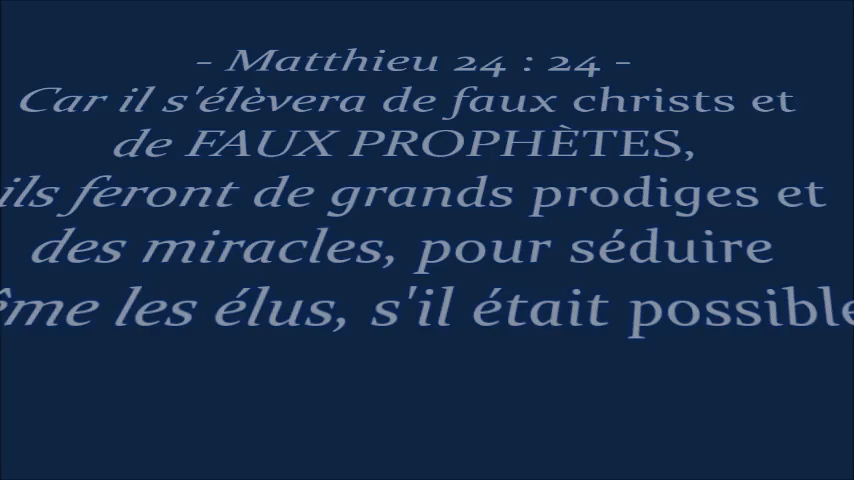 - Matthieu 24 : 24 -
Car il s'élèvera de faux christs et
de FAUX PROPHÈTES,
ils feront de grands prodiges et
des miracles, pour séduire
ême les élus, s'il était possible